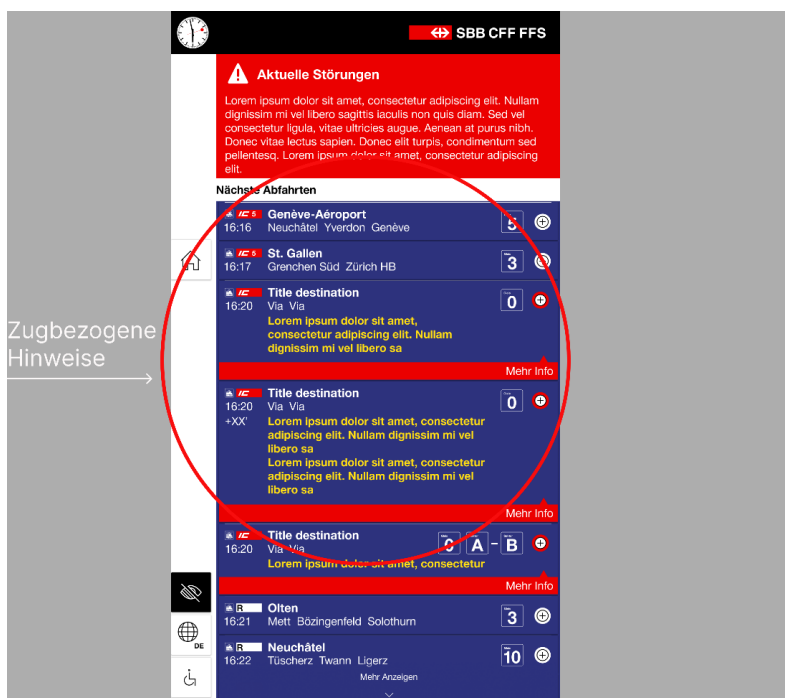 SBB CFF FFS
Aktuelle Störungen
Lorem ipsum dolor sit amet, consectetur adipiscing elit. Nullam
dignissim mi vel libero sagittis iaculis non quis diam. Sed vel
consectetur ligula, vitae ultricies augue. Aenean at purus nibh.
Donec vitae lectus sapien. Donec elit turpis, condimentum sed
pellentesq. Lorem ipsum dolor sit amet, consectetur adipiscing
elit.
Nächste Abfahrten
IC 5 Genève-Aéroport 5
16:16 Neuchâtel Yverdon Genève
IC 5 St. Gallen 3
16:17 Grenchen Süd Zürich HB
IC Title destination 0
16:20 Via Via
Lorem ipsum dolor sit amet,
consectetur adipiscing elit. Nullam
dignissim mi vel libero sa
Mehr Info
Zugbezogene
Hinweise
IC Title destination 0
16:20 Via Via
+XX' Lorem ipsum dolor sit amet, consectetur
adipiscing elit. Nullam dignissim mi vel
libero sa
Lorem ipsum dolor sit amet, consectetur
adipiscing elit. Nullam dignissim mi vel
libero sa
Mehr Info
IC Title destination 0 A - B
16:20 Via Via
Lorem ipsum dolor sit amet, consectetur
Mehr Info
R Olten 3
16:21 Mett Bözingenfeld Solothurn
DE
R Neuchâtel 10
16:22 Tüscherz Twann Ligerz
Mehr Anzeigen